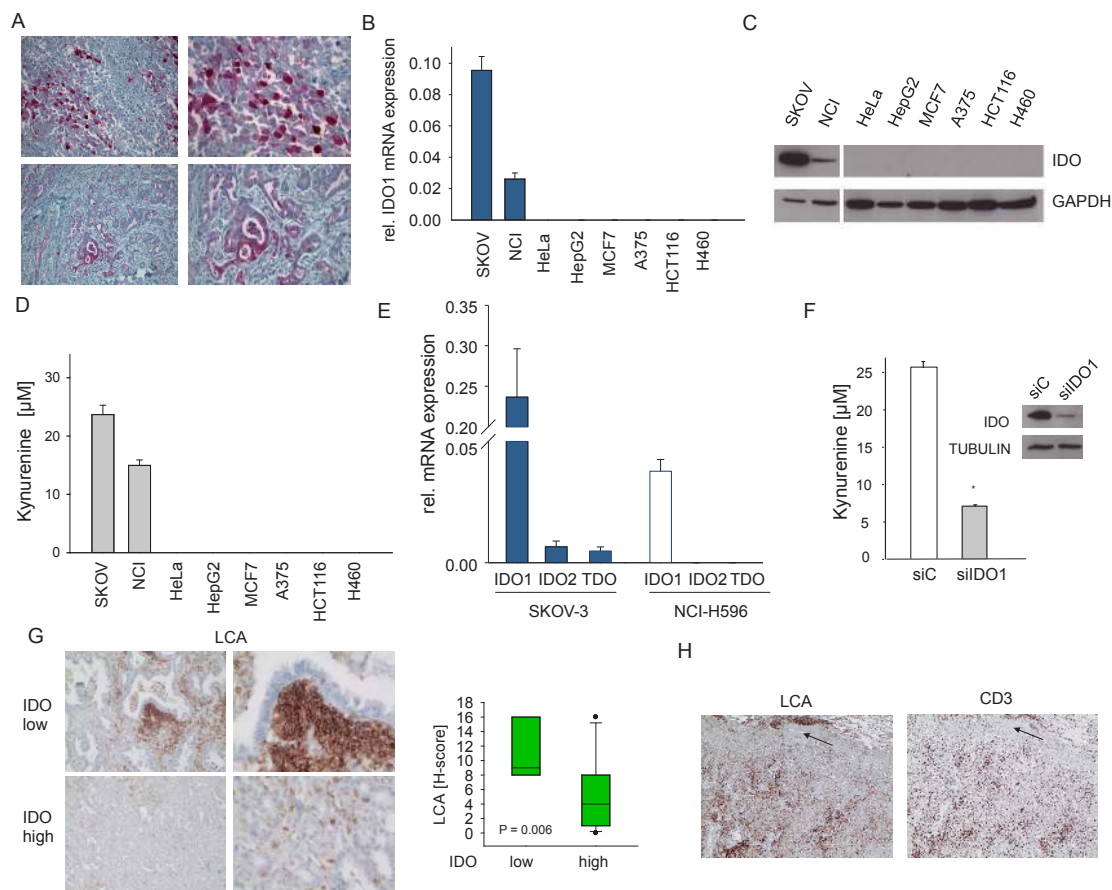 A
B
rel. IDO1 mRNA expression
0.10
0.08
0.06
0.04
0.02
0.00
SKOV
NCI
HeLa
HepG2
MCF7
A375
HCT116
H460
C
SKOV
NCI
HeLa
HepG2
MCF7
A375
HCT116
H460
IDO
GAPDH
D
Kynurenine [µM]
30
20
10
0
SKOV
NCI
HeLa
HepG2
MCF7
A375
HCT116
H460
E
rel. mRNA expression
0.35
0.30
0.25
0.20
0.05
0.00
IDO1 IDO2 TDO IDO1 IDO2 TDO
SKOV-3 NCI-H596
F
Kynurenine [µM]
25
20
15
10
5
0
*
siC siIDO1
siC
siIDO1
IDO
TUBULIN
G
LCA
IDO
low
IDO
high
LCA [H-score]
18
16
14
12
10
8
6
4
2
0
P = 0.006
IDO low high
H
LCA CD3